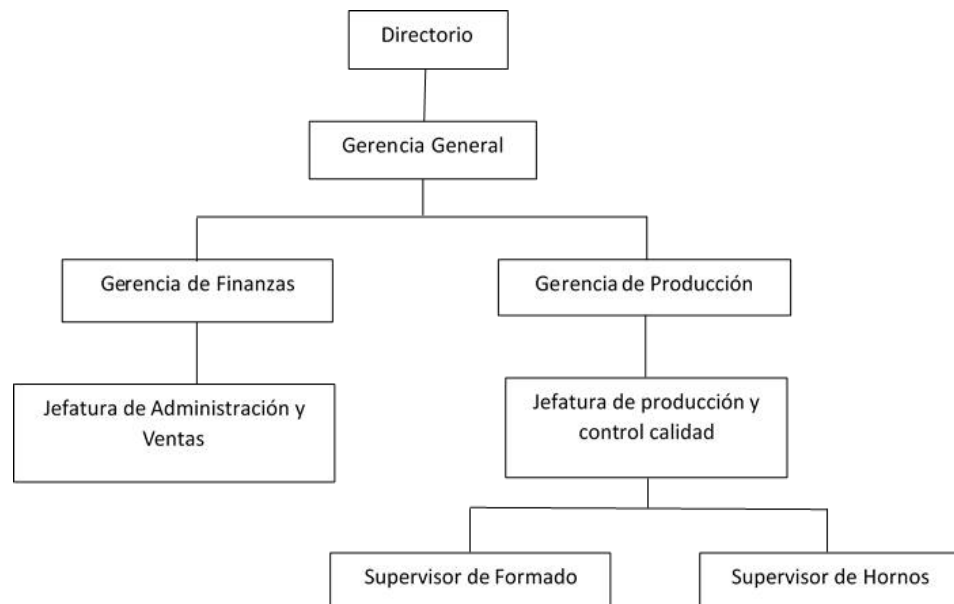 Directorio
Gerencia General
Gerencia de Finanzas
Gerencia de Producción
Jefatura de Administración y
Ventas
Jefatura de producción y
control calidad
Supervisor de Formado
Supervisor de Hornos